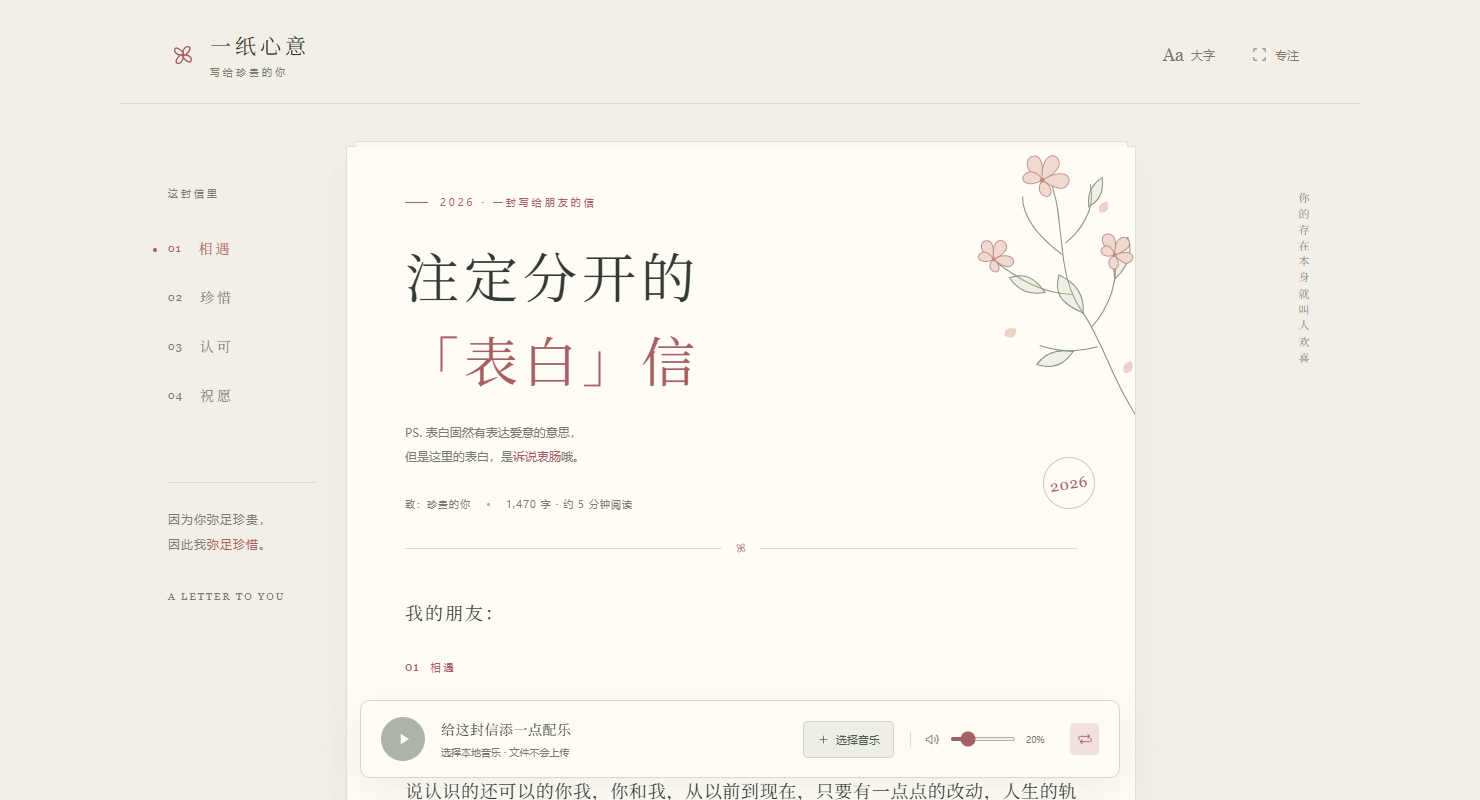 一纸心意
写给珍贵的你
Aa 大字
专注
这封信里
01 相遇
02 珍惜
03 认可
04 祝愿
因为你弥足珍贵，
因此我弥足珍惜。
A LETTER TO YOU
2026 · 一封写给朋友的信
注定分开的
「表白」信
PS. 表白固然有表达爱意的意思，
但是这里的表白，是诉说衷肠哦。
致：珍贵的你 • 1,470 字 · 约 5 分钟阅读
2026
我的朋友：
01 相遇
给这封信添一点配乐
选择本地音乐 · 文件不会上传
+ 选择音乐
20%
说认识的还可以的你我，你和我，从以前到现在，只要有一点点的改动，人生的轨
你的存在本身就叫人欢喜